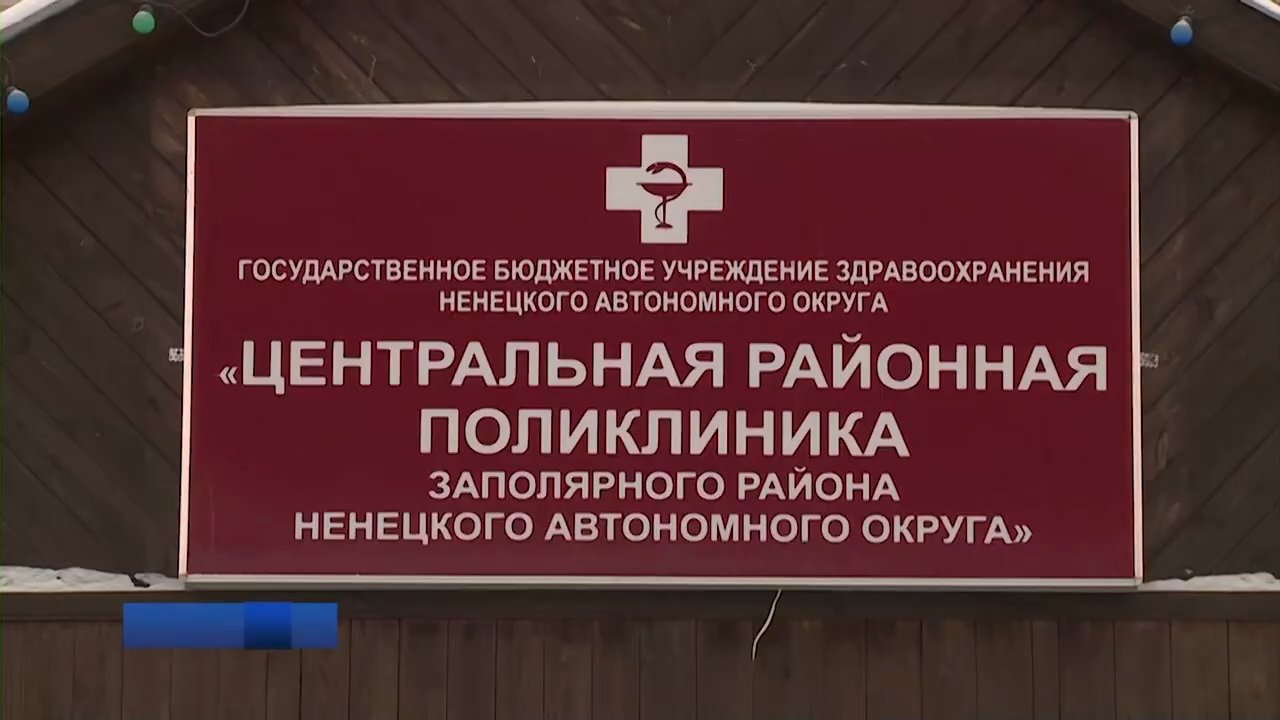 ГОСУДАРСТВЕННОЕ БЮДЖЕТНОЕ УЧРЕЖДЕНИЕ ЗДРАВООХРАНЕНИЯ
НЕНЕЦКОГО АВТОНОМНОГО ОКРУГА
«ЦЕНТРАЛЬНАЯ РАЙОННАЯ
ПОЛИКЛИНИКА
ЗАПОЛЯРНОГО РАЙОНА
НЕНЕЦКОГО АВТОНОМНОГО ОКРУГА»